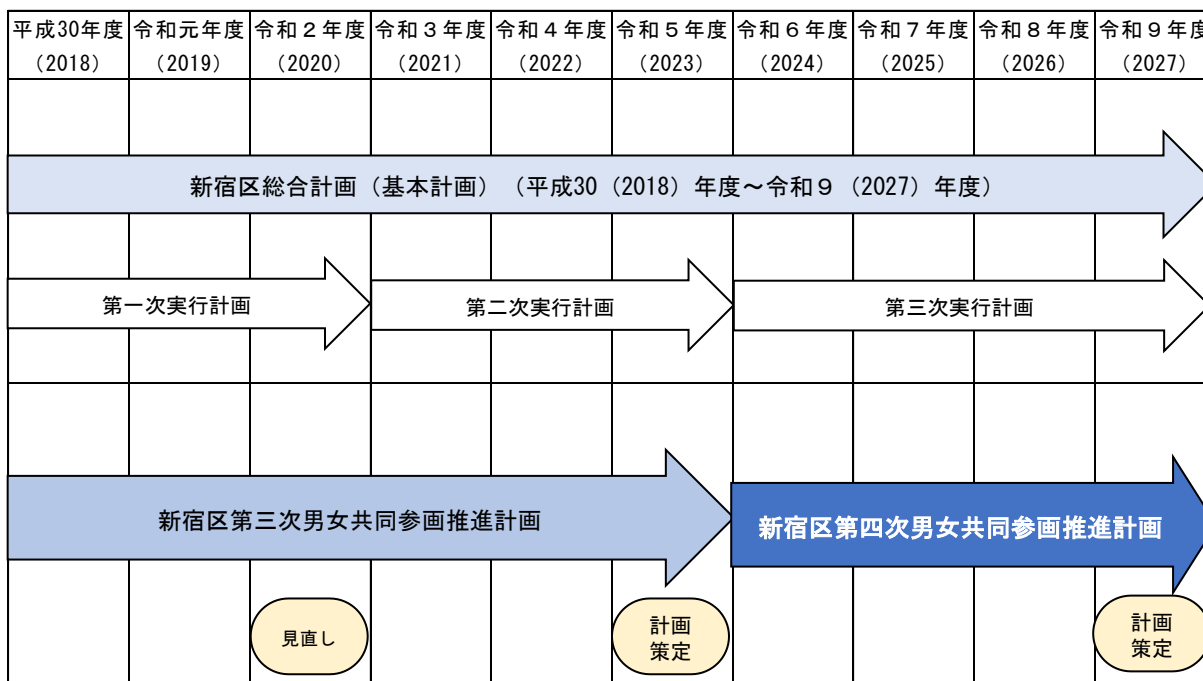 平成30年度 令和元年度 令和２年度 令和３年度 令和４年度 令和５年度 令和６年度 令和７年度 令和８年度 令和９年度
（2018） （2019） （2020） （2021） （2022） （2023） （2024） （2025） （2026） （2027）
新宿区総合計画（基本計画）（平成30（2018）年度～令和９（2027）年度）
第一次実行計画 第二次実行計画 第三次実行計画
新宿区第三次男女共同参画推進計画 新宿区第四次男女共同参画推進計画
見直し
計画
策定
計画
策定